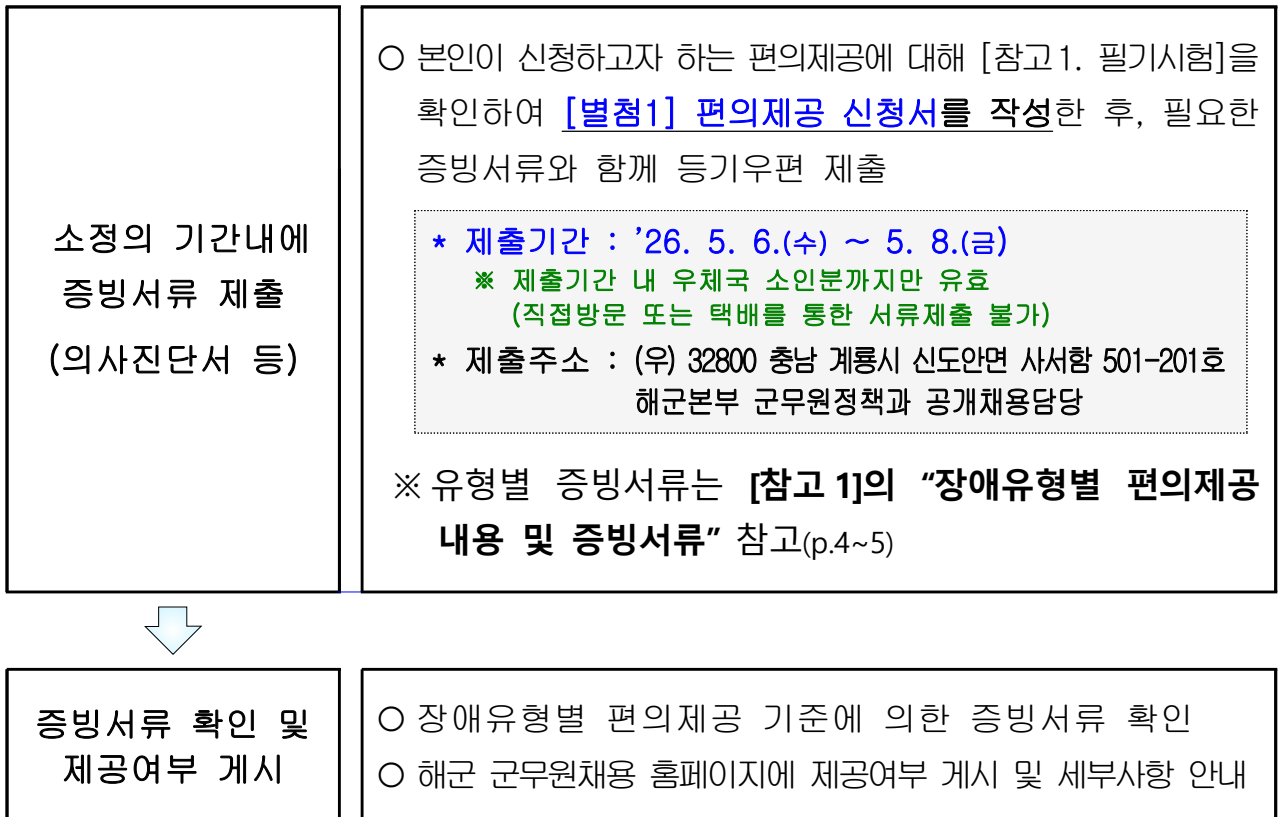 소정의 기간내에
증빙서류 제출
(의사진단서 등)
○ 본인이 신청하고자 하는 편의제공에 대해 [참고1. 필기시험]을
확인하여 [별첨1] 편의제공 신청서를 작성한 후, 필요한
증빙서류와 함께 등기우편 제출
* 제출기간 : ’26. 5. 6.(수) ~ 5. 8.(금)
※ 제출기간 내 우체국 소인분까지만 유효
(직접방문 또는 택배를 통한 서류제출 불가)
* 제출주소 : (우) 32800 충남 계룡시 신도안면 사서함 501-201호
해군본부 군무원정책과 공개채용담당
※ 유형별 증빙서류는 [참고 1]의 “장애유형별 편의제공
내용 및 증빙서류” 참고(p.4~5)
증빙서류 확인 및
제공여부 게시
○ 장애유형별 편의제공 기준에 의한 증빙서류 확인
○ 해군 군무원채용 홈페이지에 제공여부 게시 및 세부사항 안내